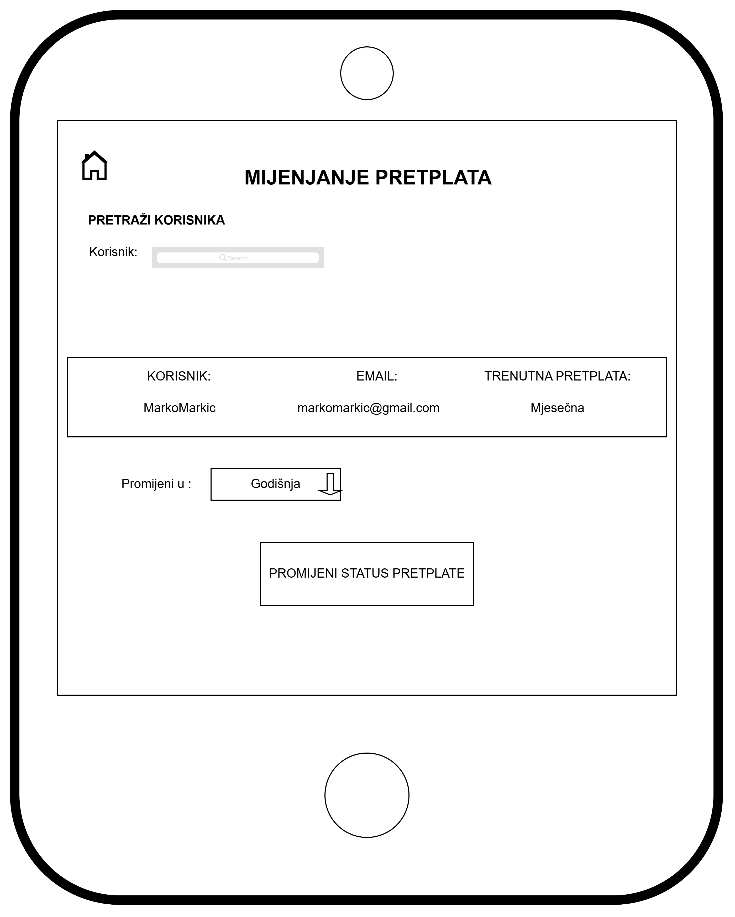 MIJENJANJE PRETPLATA
PRETRAŽI KORISNIKA
Korisnik: Search
KORISNIK: EMAIL: TRENUTNA PRETPLATA:
MarkoMarkic markomarkic@gmail.com Mjesečna
Promijeni u : Godišnja
PROMIJENI STATUS PRETPLATE